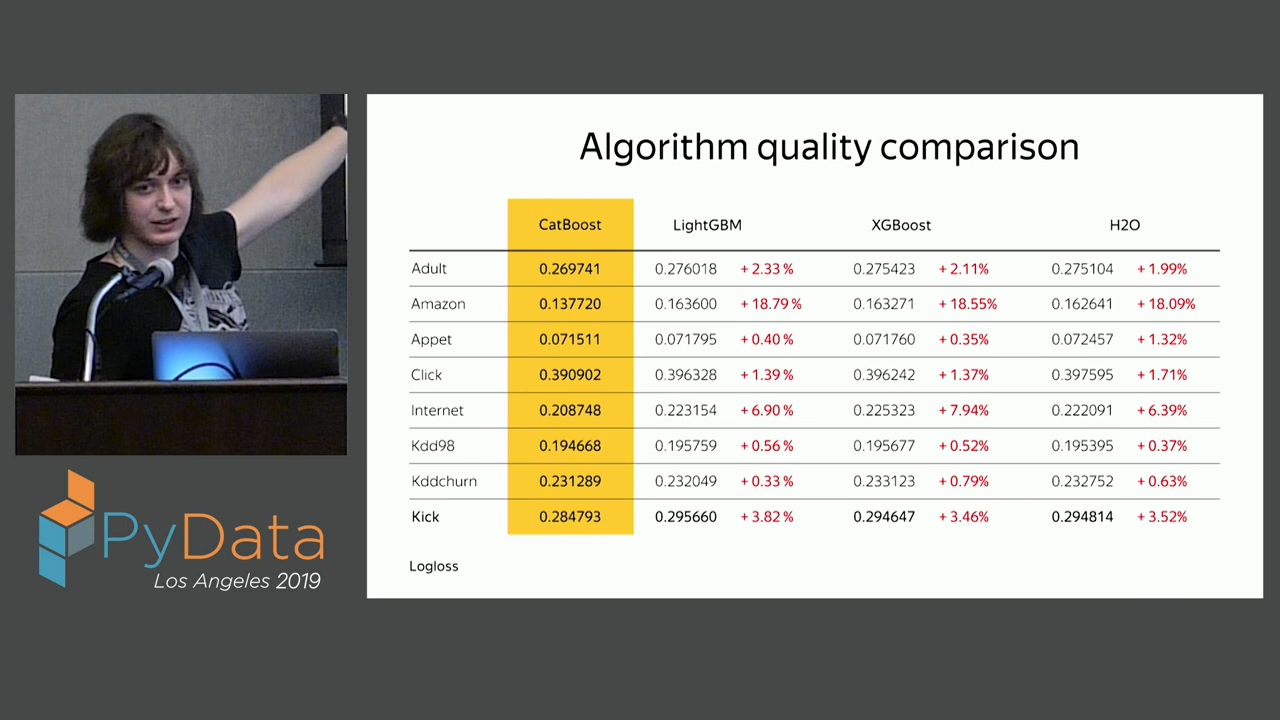 Algorithm quality comparison
CatBoost LightGBM XGBoost H2O
Adult 0.269741 0.276018 + 2.33 % 0.275423 + 2.11% 0.275104 + 1.99%
Amazon 0.137720 0.163600 + 18.79 % 0.163271 + 18.55% 0.162641 + 18.09%
Appet 0.071511 0.071795 + 0.40 % 0.071760 + 0.35% 0.072457 + 1.32%
Click 0.390902 0.396328 + 1.39 % 0.396242 + 1.37% 0.397595 + 1.71%
Internet 0.208748 0.223154 + 6.90 % 0.225323 + 7.94% 0.222091 + 6.39%
Kdd98 0.194668 0.195759 + 0.56 % 0.195677 + 0.52% 0.195395 + 0.37%
Kddchurn 0.231289 0.232049 + 0.33 % 0.233123 + 0.79% 0.232752 + 0.63%
Kick 0.284793 0.295660 + 3.82 % 0.294647 + 3.46% 0.294814 + 3.52%
Logloss
PyData
Los Angeles 2019